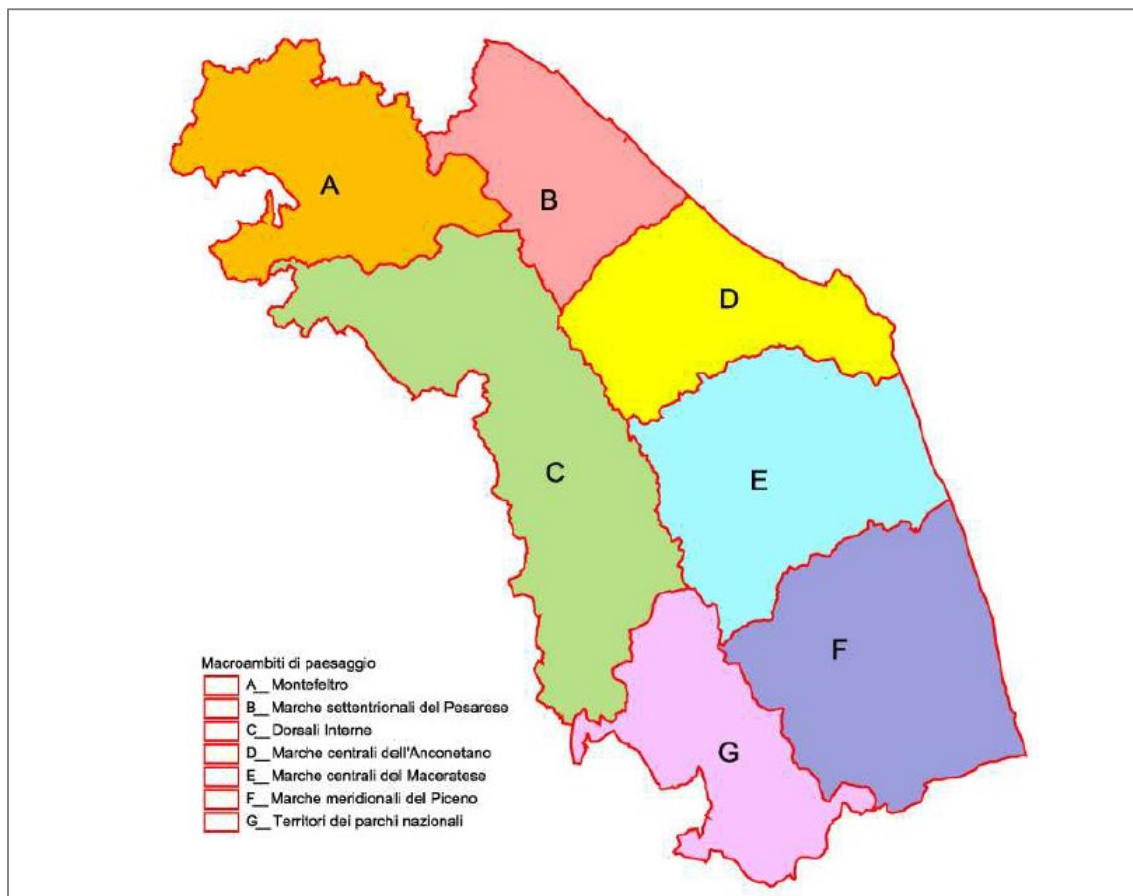 A
B
D
C
E
F
G
Macroambiti di paesaggio
A__Montefeltro
B__Marche settentrionali del Pesarese
C__Dorsali Interne
D__Marche centrali dell'Anconetano
E__Marche centrali del Maceratese
F__Marche meridionali del Piceno
G__Territori dei parchi nazionali